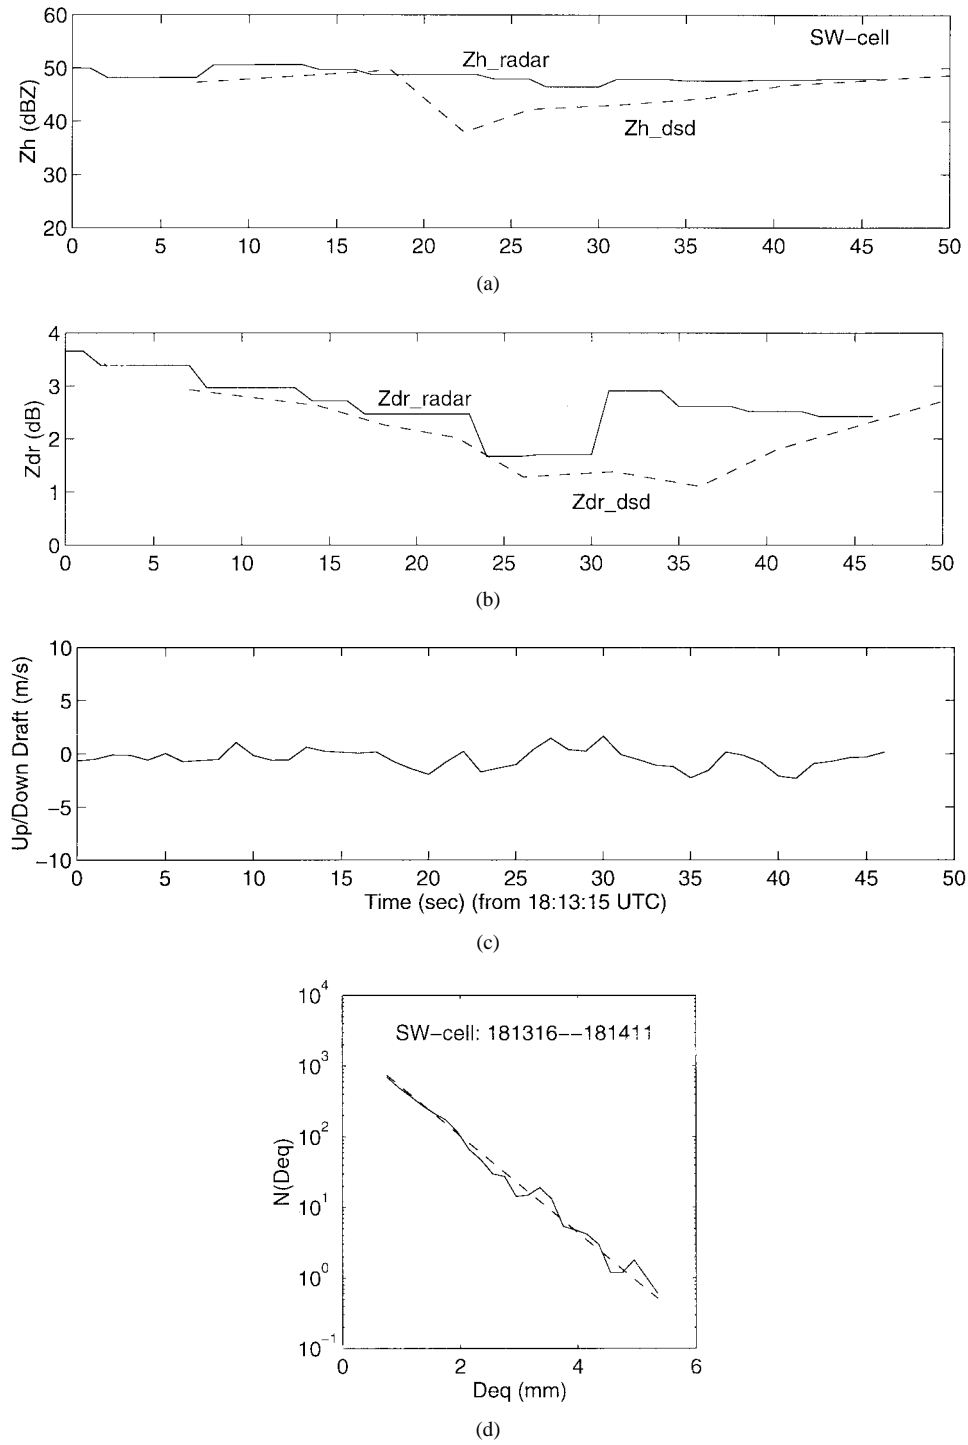 60
50
40
30
20
Zh (dBZ)
SW-cell
Zh_radar
Zh_dsd
0 5 10 15 20 25 30 35 40 45 50
(a)
4
3
2
1
0
Zdr (dB)
Zdr_radar
Zdr_dsd
0 5 10 15 20 25 30 35 40 45 50
(b)
10
5
0
−5
−10
Up/Down Draft (m/s)
0 5 10 15 20 25 30 35 40 45 50
Time (sec) (from 18:13:15 UTC)
(c)
10^4
10^3
10^2
10^1
10^0
10^−1
N(Deq)
SW−cell: 181316−−181411
0 2 4 6
Deq (mm)
(d)